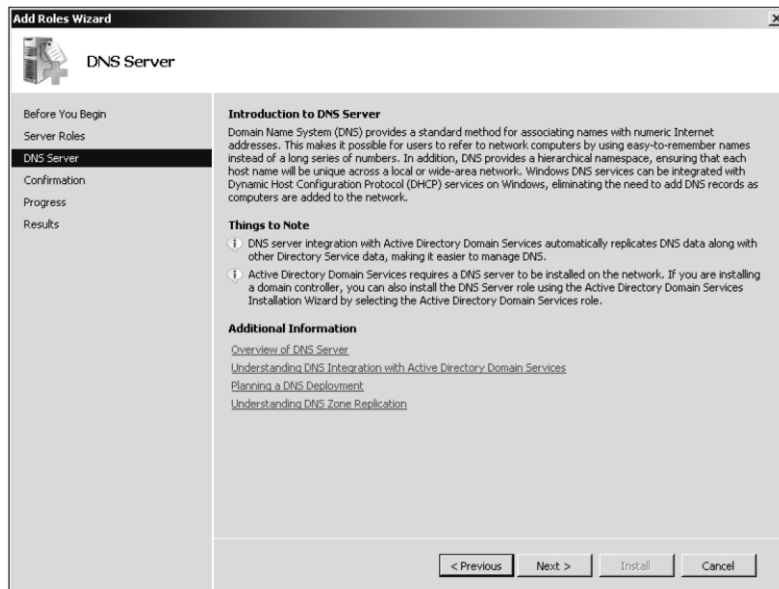 Add Roles Wizard
DNS Server
Before You Begin
Server Roles
DNS Server
Confirmation
Progress
Results
Introduction to DNS Server
Domain Name System (DNS) provides a standard method for associating names with numeric Internet
addresses. This makes it possible for users to refer to network computers by using easy-to-remember names
instead of a long series of numbers. In addition, DNS provides a hierarchical namespace, ensuring that each
host name will be unique across a local or wide-area network. Windows DNS services can be integrated with
Dynamic Host Configuration Protocol (DHCP) services on Windows, eliminating the need to add DNS records as
computers are added to the network.
Things to Note
DNS server integration with Active Directory Domain Services automatically replicates DNS data along with
other Directory Service data, making it easier to manage DNS.
Active Directory Domain Services requires a DNS server to be installed on the network. If you are installing
a domain controller, you can also install the DNS Server role using the Active Directory Domain Services
Installation Wizard by selecting the Active Directory Domain Services role.
Additional Information
Overview of DNS Server
Understanding DNS Integration with Active Directory Domain Services
Planning a DNS Deployment
Understanding DNS Zone Replication
< Previous
Next >
Install
Cancel